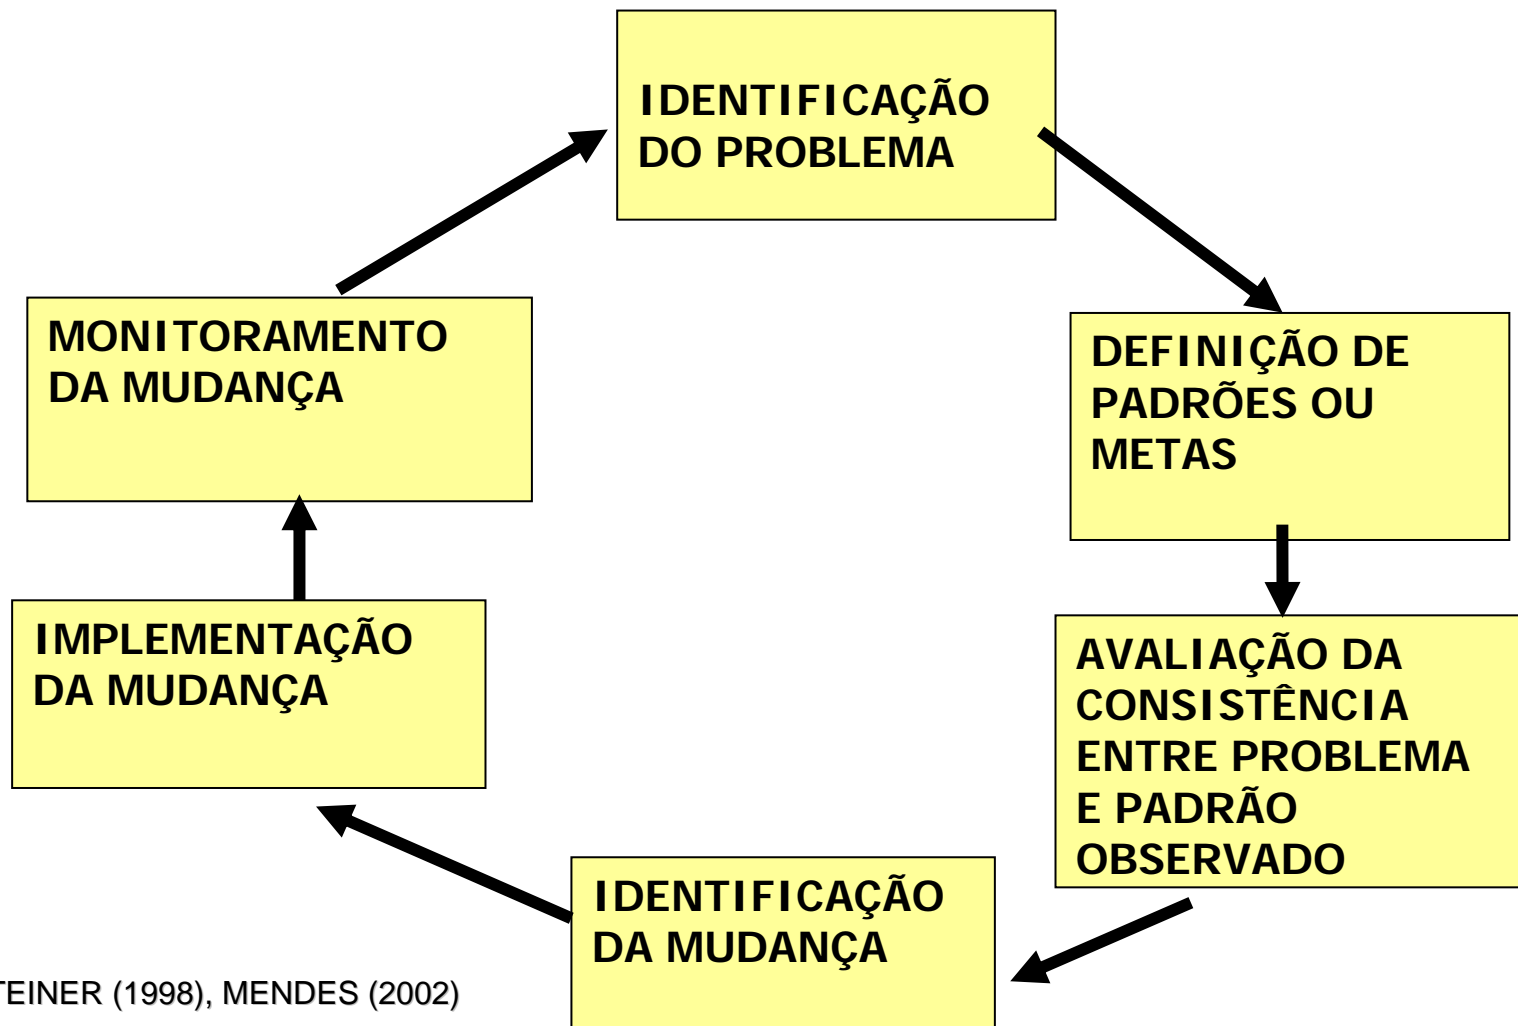 IDENTIFICAÇÃO
DO PROBLEMA
DEFINIÇÃO DE
PADRÕES OU
METAS
AVALIAÇÃO DA
CONSISTÊNCIA
ENTRE PROBLEMA
E PADRÃO
OBSERVADO
IDENTIFICAÇÃO
DA MUDANÇA
IMPLEMENTAÇÃO
DA MUDANÇA
MONITORAMENTO
DA MUDANÇA
TEINER (1998), MENDES (2002)